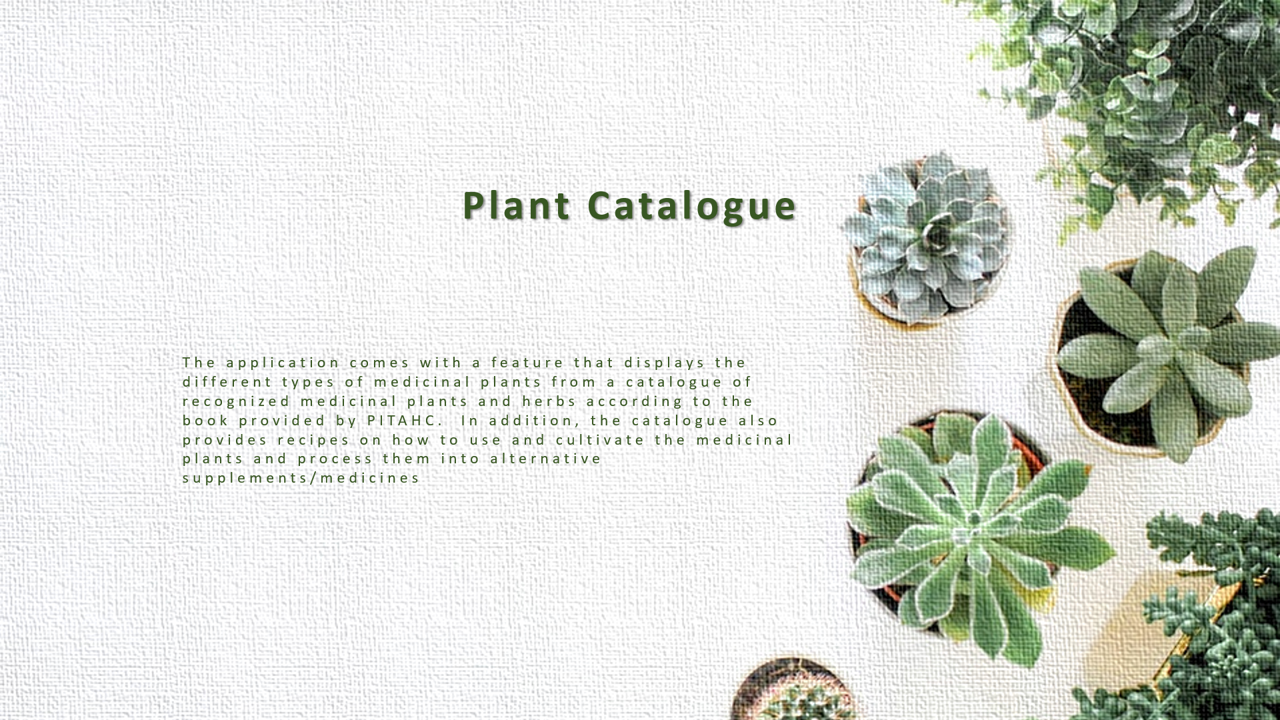 Plant Catalogue
The application comes with a feature that displays the
different types of medicinal plants from a catalogue of
recognized medicinal plants and herbs according to the
book provided by PITAHC.  In addition, the catalogue also
provides recipes on how to use and cultivate the medicinal
plants and process them into alternative
supplements/medicines